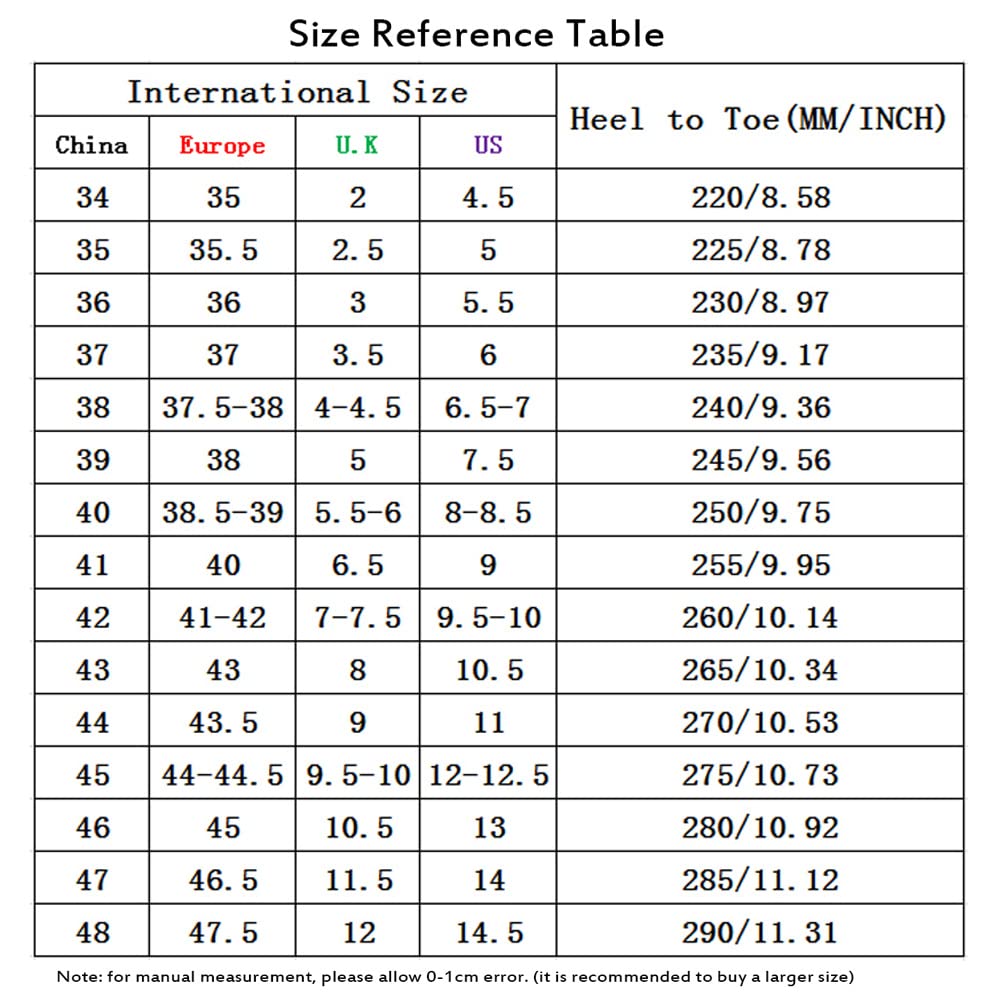 Size Reference Table
International Size Heel to Toe(MM/INCH)
China Europe U.K US
34 35 2 4.5 220/8.58
35 35.5 2.5 5 225/8.78
36 36 3 5.5 230/8.97
37 37 3.5 6 235/9.17
38 37.5-38 4-4.5 6.5-7 240/9.36
39 38 5 7.5 245/9.56
40 38.5-39 5.5-6 8-8.5 250/9.75
41 40 6.5 9 255/9.95
42 41-42 7-7.5 9.5-10 260/10.14
43 43 8 10.5 265/10.34
44 43.5 9 11 270/10.53
45 44-44.5 9.5-10 12-12.5 275/10.73
46 45 10.5 13 280/10.92
47 46.5 11.5 14 285/11.12
48 47.5 12 14.5 290/11.31
Note: for manual measurement, please allow 0-1cm error. (it is recommended to buy a larger size)